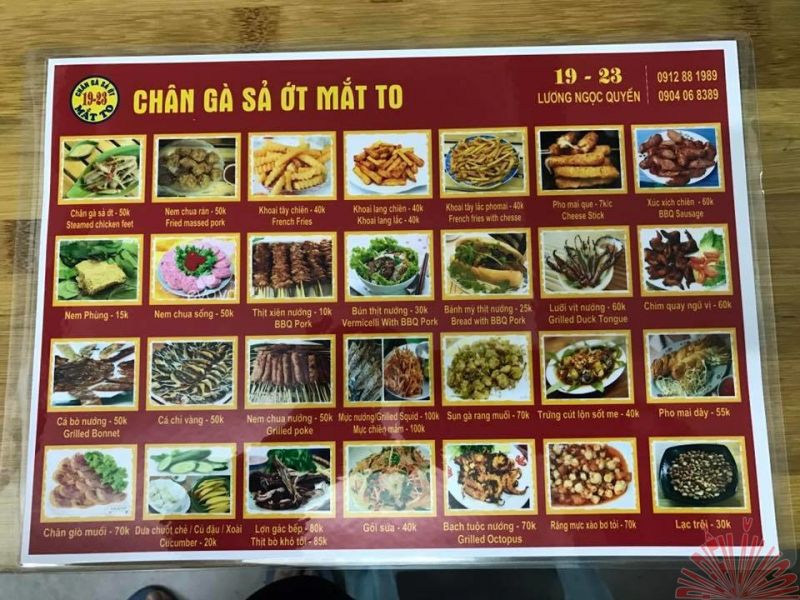 CHÂN GÀ SẢ ỚT
19-23
MẮT TO
CHÂN GÀ SẢ ỚT MẮT TO
19 - 23
LƯƠNG NGỌC QUYẾN
0912 88 1989
0904 06 8389
Chân gà sả ớt - 50k
Steamed chicken feet
Nem chua rán - 50k
Fried massed pork
Khoai tây chiên - 40k
French Fries
Khoai lang chiên - 40k
Khoai lang lắc - 40k
Khoai tây lắc phomai - 40k
French fries with chesse
Pho mai que - 7k/c
Cheese Stick
Xúc xích chiên - 60k
BBQ Sausage
Nem Phùng - 15k
Nem chua sống - 50k
Thịt xiên nướng - 10k
BBQ Pork
Bún thịt nướng - 30k
Vermicelli With BBQ Pork
Bánh mỳ thịt nướng - 25k
Bread with BBQ Pork
Lưỡi vịt nướng - 60k
Grilled Duck Tongue
Chim quay ngũ vị - 60k
Cá bò nướng - 50k
Grilled Bonnet
Cá chỉ vàng - 50k
Nem chua nướng - 50k
Grilled poke
Mực nướng/Grilled Squid - 100k
Mực chiên mắm - 100k
Sụn gà rang muối - 70k
Trứng cút lộn sốt me - 40k
Pho mai dây - 55k
Chân giò muối - 70k
Dưa chuột chẻ / Củ đậu / Xoài
Cucumber - 20k
Lợn gác bếp - 80k
Thịt bò khô tỏi - 85k
Gỏi sứa - 40k
Bạch tuộc nướng - 70k
Grilled Octopus
Răng mực xào bơ tỏi - 70k
Lạc trôi - 30k